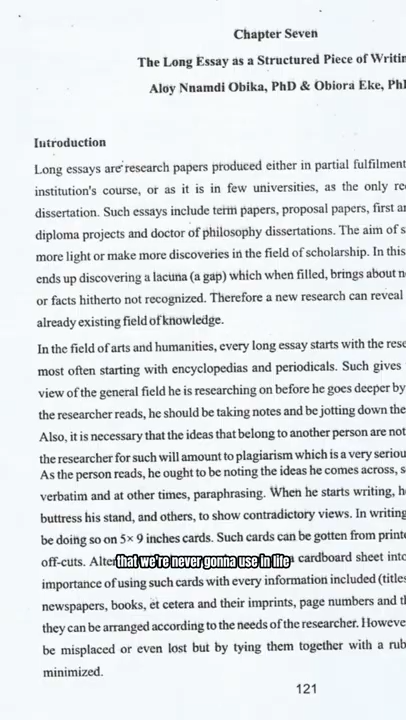 Chapter Seven
The Long Essay as a Structured Piece of Writin
Aloy Nnamdi Obika, PhD & Obiora Eke, PhD
Introduction
Long essays are research papers produced either in partial fulfilment
institution's course, or as it is in few universities, as the only re
dissertation. Such essays include term papers, proposal papers, first a
diploma projects and doctor of philosophy dissertations. The aim of s
more light or make more discoveries in the field of scholarship. In this
ends up discovering a lacuna (a gap) which when filled, brings about n
or facts hitherto not recognized. Therefore a new research can reveal
already existing field of knowledge.
In the field of arts and humanities, every long essay starts with the rese
most often starting with encyclopedias and periodicals. Such gives
view of the general field he is researching on before he goes deeper by
the researcher reads, he should be taking notes and be jotting down the
Also, it is necessary that the ideas that belong to another person are not
the researcher for such will amount to plagiarism which is a very seriou
As the person reads, he ought to be noting the ideas he comes across, s
verbatim and at other times, paraphrasing. When he starts writing, h
buttress his stand, and others, to show contradictory views. In writing
be doing so on 5× 9 inches cards. Such cards can be gotten from printe
off-cuts. Alter that we're never gonna use in life cardboard sheet into
importance of using such cards with every information included (titles
newspapers, books, et cetera and their imprints, page numbers and t
they can be arranged according to the needs of the researcher. Howeve
be misplaced or even lost but by tying them together with a rub
minimized.
121